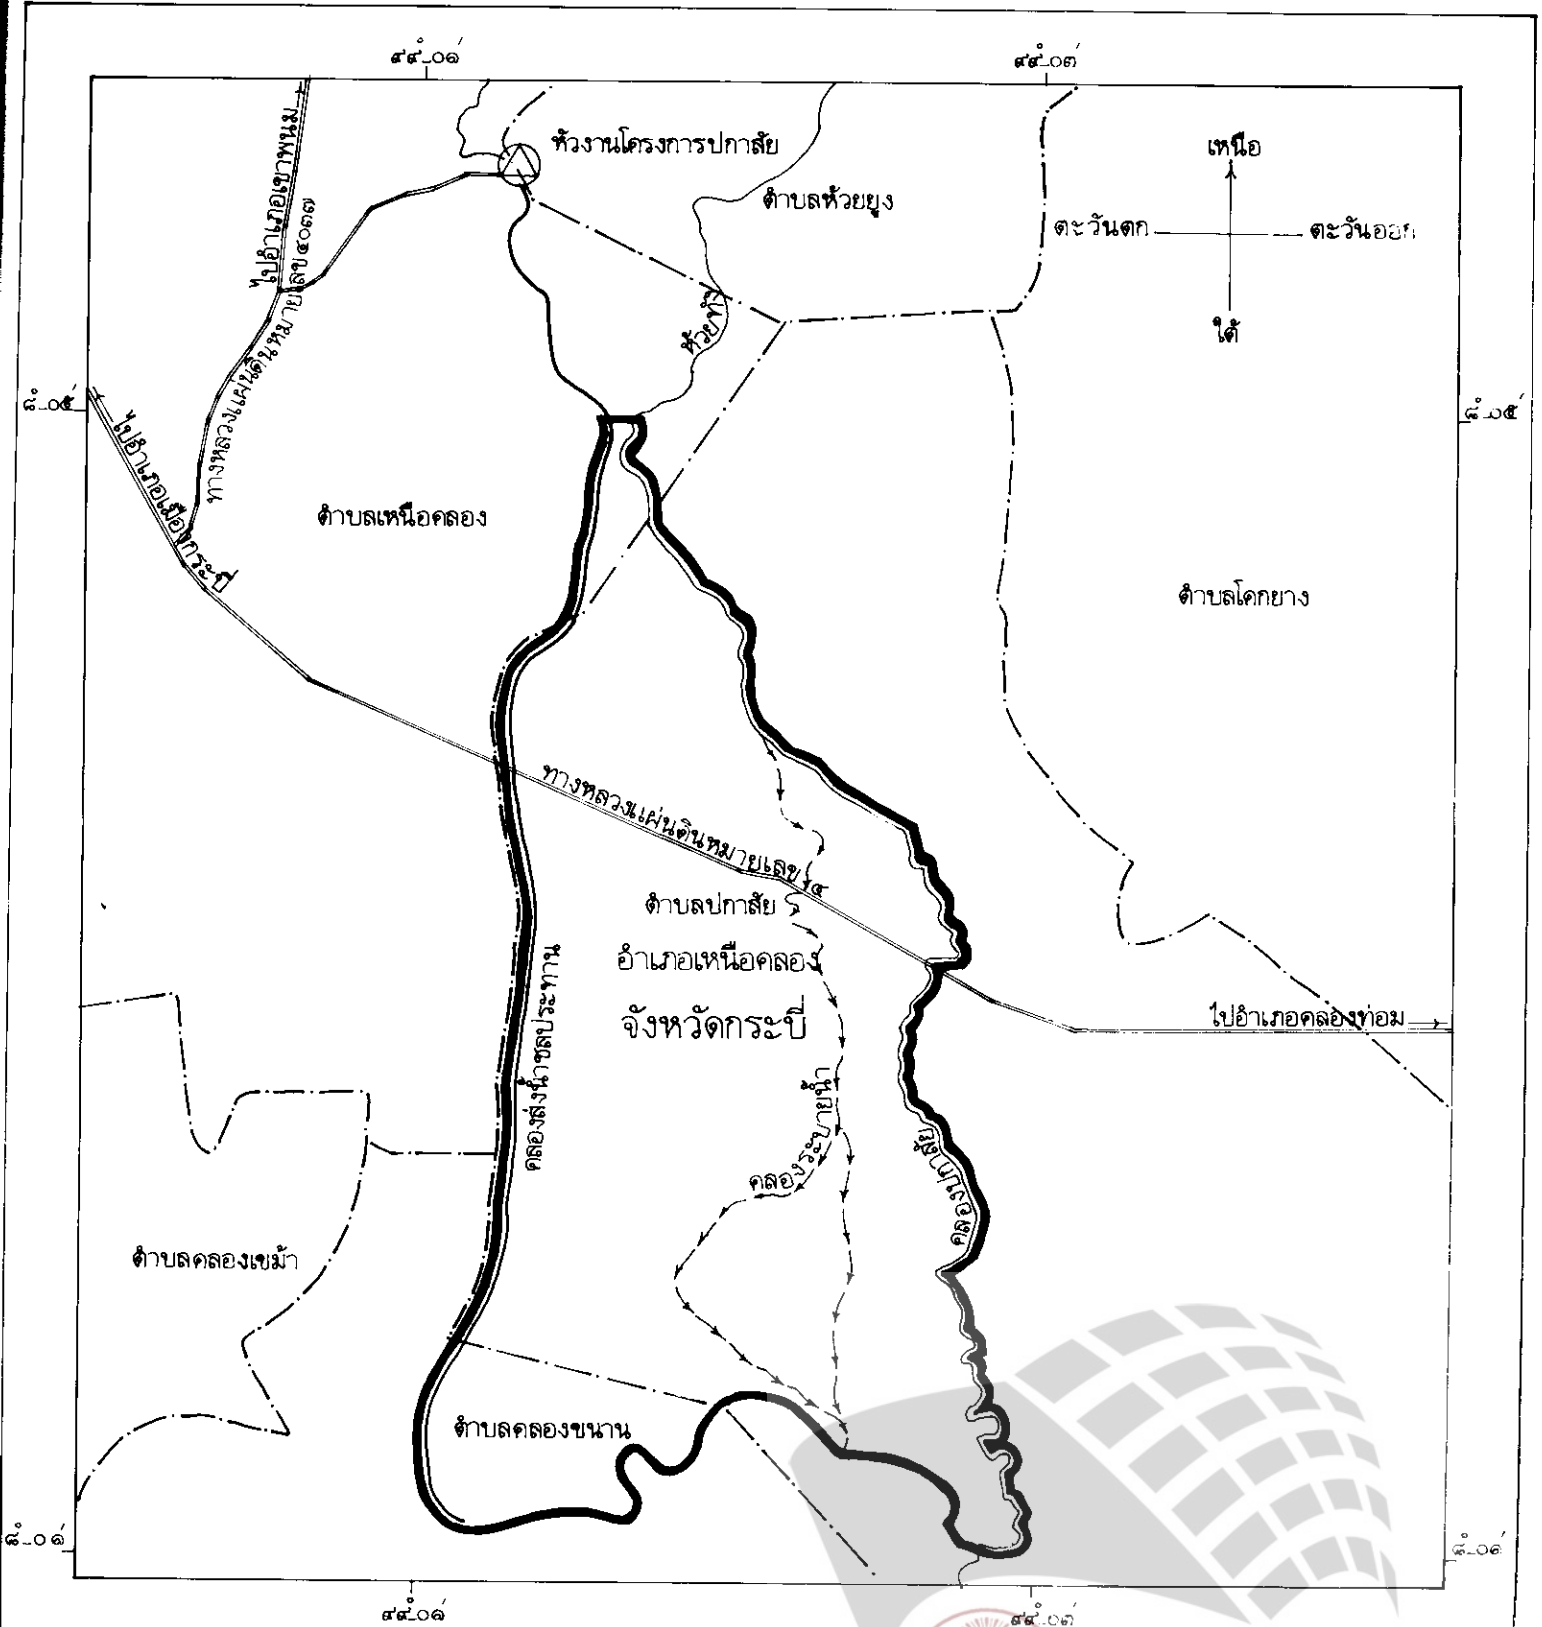 ๙๙ํ-๐๑′
๙๙ํ-๐๓′
หัวงานโครงการปกาสัย
ตำบลห้วยยูง
เหนือ
ตะวันตก
ตะวันออก
ใต้
ไปอำเภอเขาพนม
ทางหลวงแผ่นดินหมายเลข ๔๐๓๗
๘ํ-๐๕′
๘ํ-๐๕′
ไปอำเภอเมืองกระบี่
ตำบลเหนือคลอง
ตำบลโคกยาง
ทางหลวงแผ่นดินหมายเลข ๔
ตำบลปกาสัย
อำเภอเหนือคลอง
จังหวัดกระบี่
ไปอำเภอคลองท่อม
คลองส่งน้ำชลประทาน
คลองระบายน้ำ
คลองปกาสัย
ตำบลคลองเขม้า
ตำบลคลองขนาน
๘ํ-๐๑′
๘ํ-๐๑′
๙๙ํ-๐๑′
๙๙ํ-๐๓′